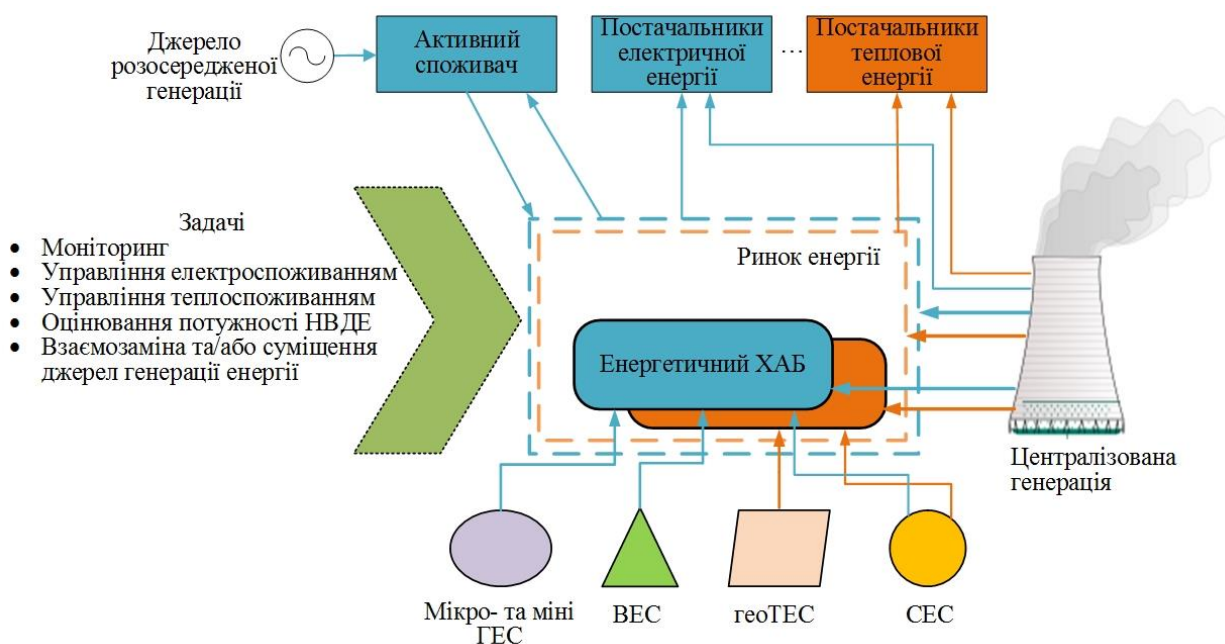 Джерело
розосередженої
генерації
Активний
споживач
Постачальники
електричної
енергії
...
Постачальники
теплової
енергії
Задачі
• Моніторинг
• Управління електроспоживанням
• Управління теплоспоживанням
• Оцінювання потужності НВДЕ
• Взаємозаміна та/або суміщення
джерел генерації енергії
Ринок енергії
Енергетичний ХАБ
Централізована
генерація
Мікро- та міні
ГЕС
ВЕС
геоТЕС
СЕС